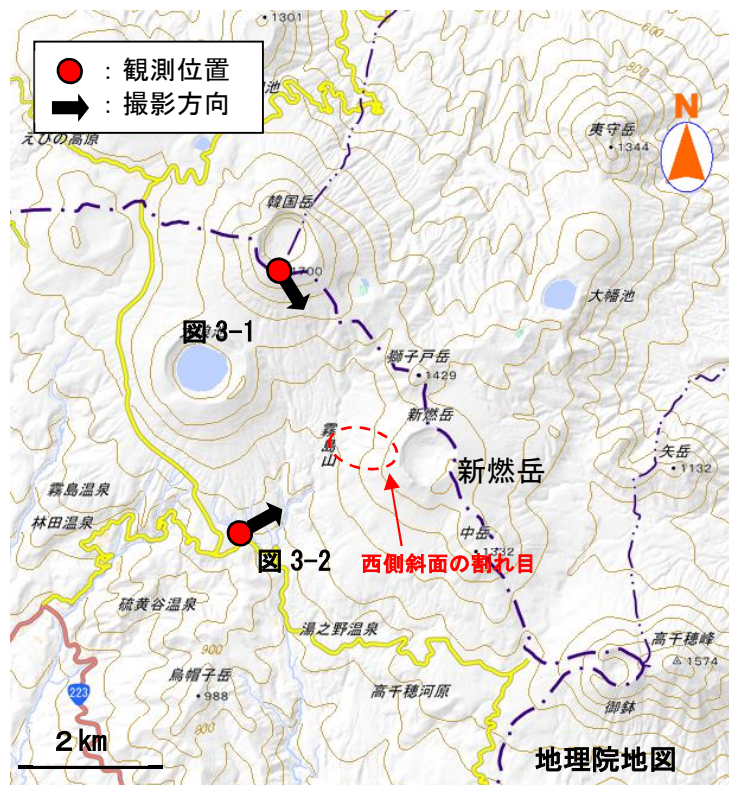 1301
：観測位置
：撮影方向
池
えびの高原
600
N
夷守岳
1344
韓国岳
1700
大幡池
図 3-1
獅子戸岳
1429
新燃岳
霧島山
新燃岳
矢岳
1132
霧島温泉
林田温泉
中岳
1332
図 3-2
西側斜面の割れ目
硫黄谷温泉
湯之野温泉
900
高千穂峰
1574
烏帽子岳
988
高千穂河原
御鉢
223
800
2km
地理院地図